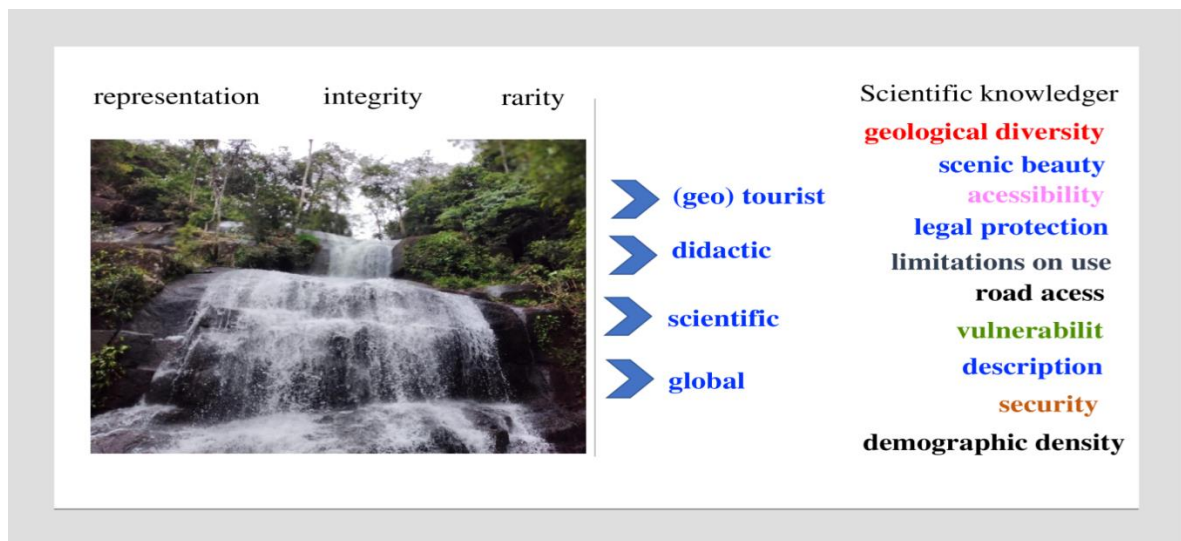 representation integrity rarity
(geo) tourist
didactic
scientific
global
Scientific knowledger
geological diversity
scenic beauty
acessibility
legal protection
limitations on use
road acess
vulnerabilit
description
security
demographic density